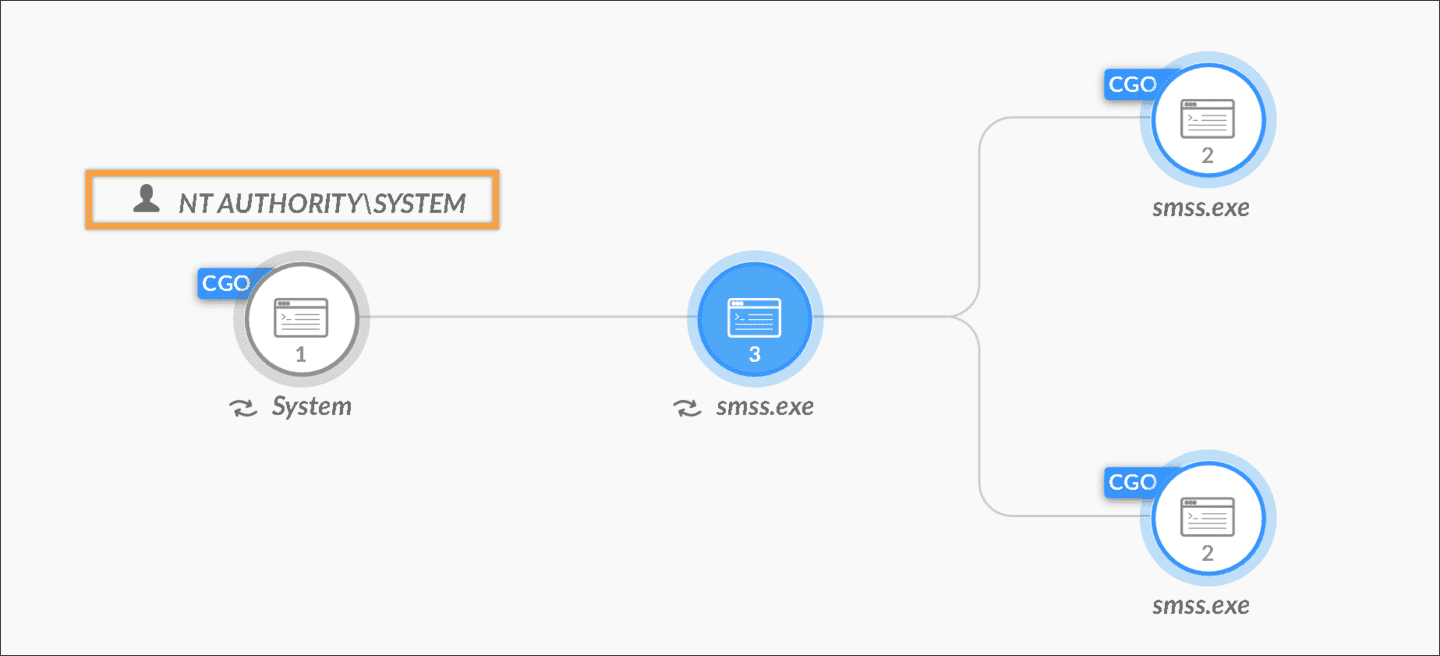 NT AUTHORITY\SYSTEM
CGO
1
System
3
smss.exe
CGO
2
smss.exe
CGO
2
smss.exe